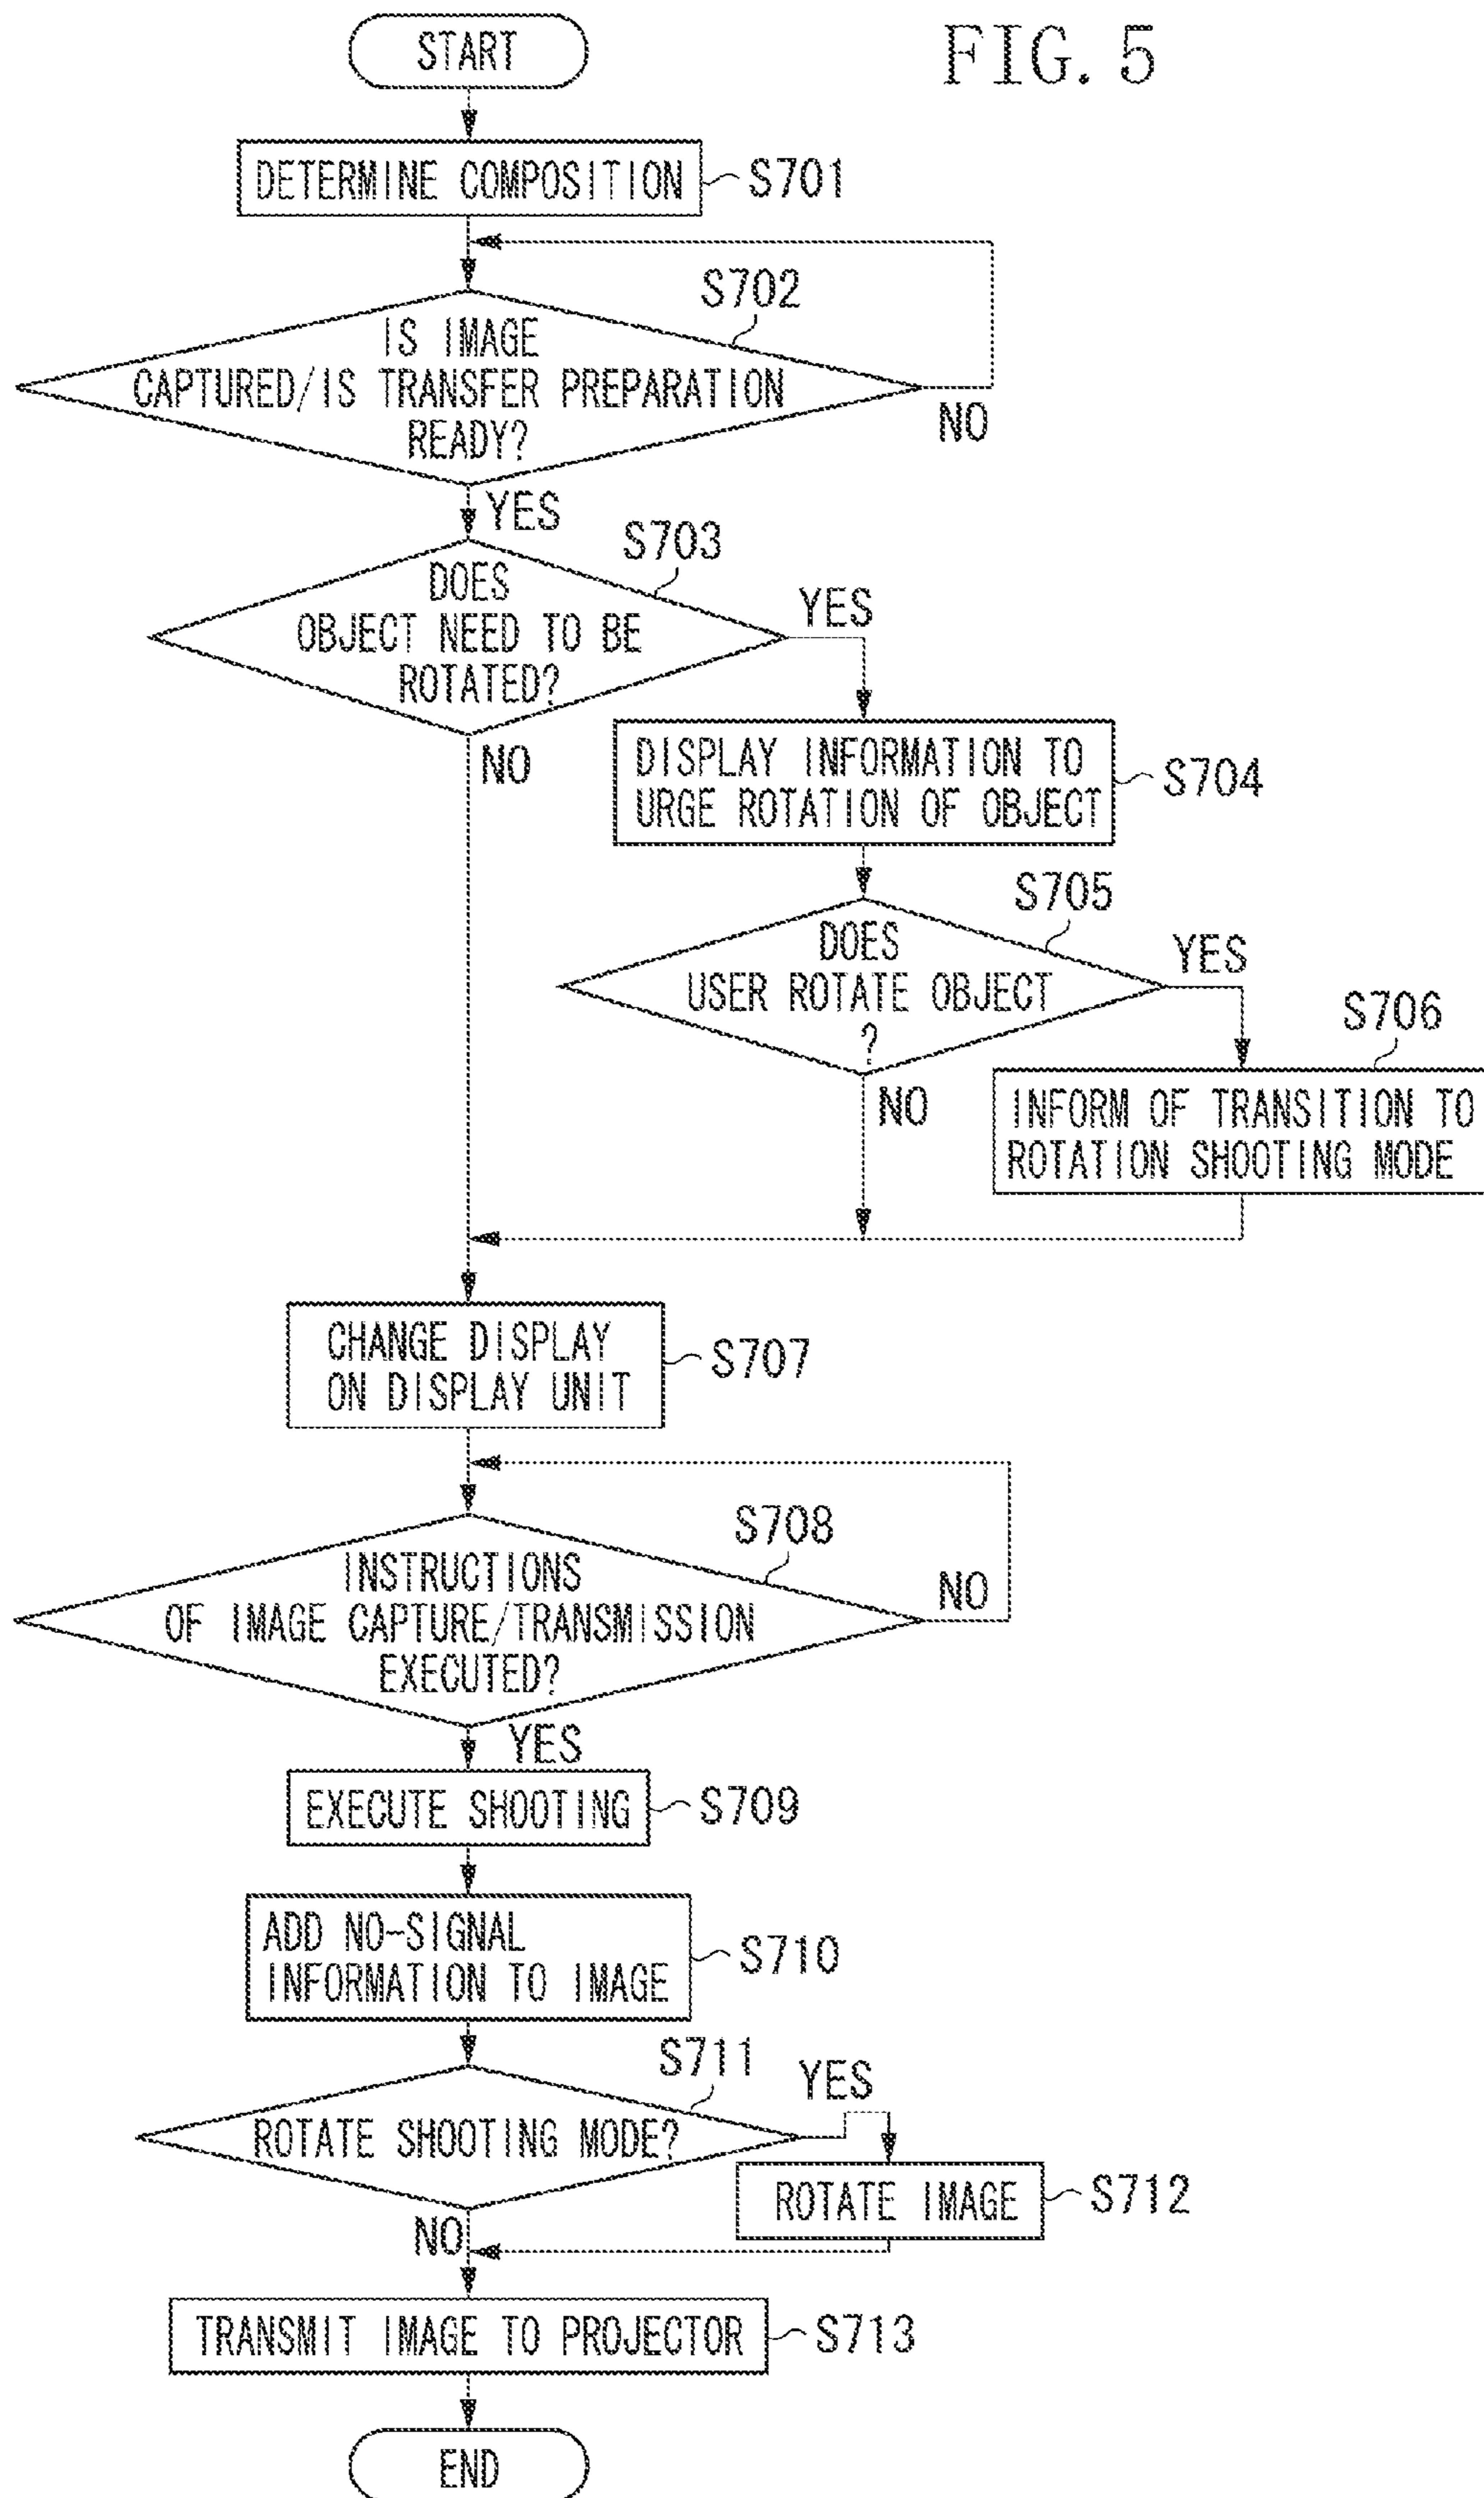 FIG. 5
START
DETERMINE COMPOSITION
S701
S702
IS IMAGE
CAPTURED/IS TRANSFER PREPARATION
READY?
NO
YES
S703
DOES
OBJECT NEED TO BE
ROTATED?
YES
NO
DISPLAY INFORMATION TO
URGE ROTATION OF OBJECT
S704
S705
DOES
USER ROTATE OBJECT
?
YES
NO
S706
INFORM OF TRANSITION TO
ROTATION SHOOTING MODE
CHANGE DISPLAY
ON DISPLAY UNIT
S707
S708
INSTRUCTIONS
OF IMAGE CAPTURE/TRANSMISSION
EXECUTED?
NO
YES
EXECUTE SHOOTING
S709
ADD NO-SIGNAL
INFORMATION TO IMAGE
S710
S711
ROTATE SHOOTING MODE?
YES
NO
ROTATE IMAGE
S712
TRANSMIT IMAGE TO PROJECTOR
S713
END